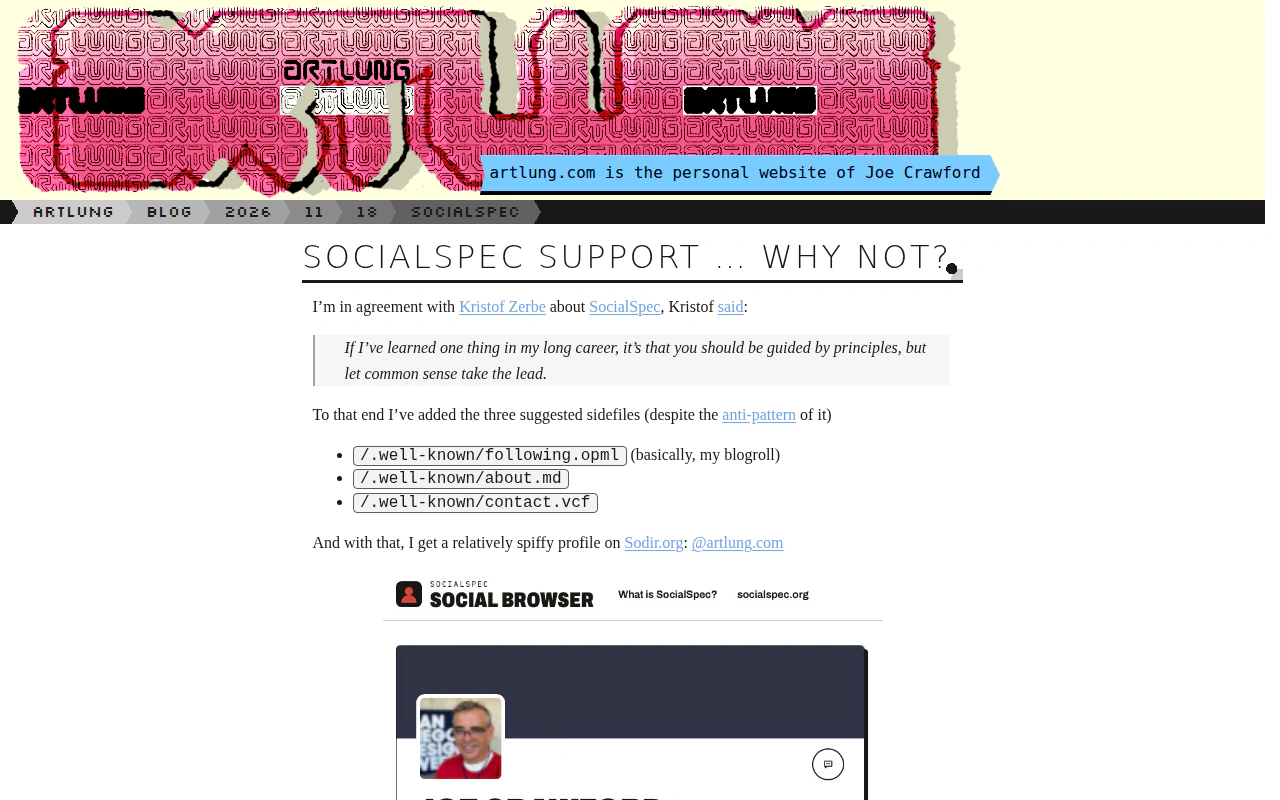 ARTLUNG
ARTLUNG
ARTLUNG
ARTLUNG
artlung.com is the personal website of Joe Crawford
ARTLUNG BLOG 2026 11 18 SOCIALSPEC
SOCIALSPEC SUPPORT … WHY NOT?
I’m in agreement with Kristof Zerbe about SocialSpec, Kristof said:
If I’ve learned one thing in my long career, it’s that you should be guided by principles, but
let common sense take the lead.
To that end I’ve added the three suggested sidefiles (despite the anti-pattern of it)
• /.well-known/following.opml (basically, my blogroll)
• /.well-known/about.md
• /.well-known/contact.vcf
And with that, I get a relatively spiffy profile on Sodir.org: @artlung.com
SOCIALSPEC
SOCIAL BROWSER What is SocialSpec? socialspec.org
JOE CRAWFORD